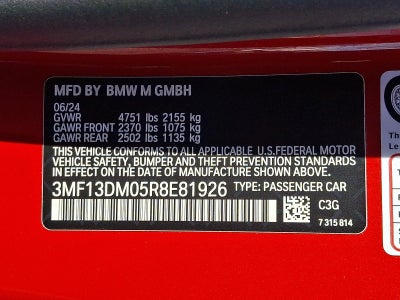 MFD BY BMW M GMBH
06/24
GVWR 4751 lbs 2155 kg
GAWR FRONT 2370 lbs 1075 kg
GAWR REAR 2502 lbs 1135 kg
THIS VEHICLE CONFORMS TO ALL APPLICABLE U.S.FEDERAL MOTOR
VEHICLE SAFETY, BUMPER AND THEFT PREVENTION STANDARDS
IN EFFECT ON THE DATE OF MANUFACTURE SHOWN ABOVE.
3MF13DM05R8E81926 TYPE: PASSENGER CAR
C3G
7 315 814